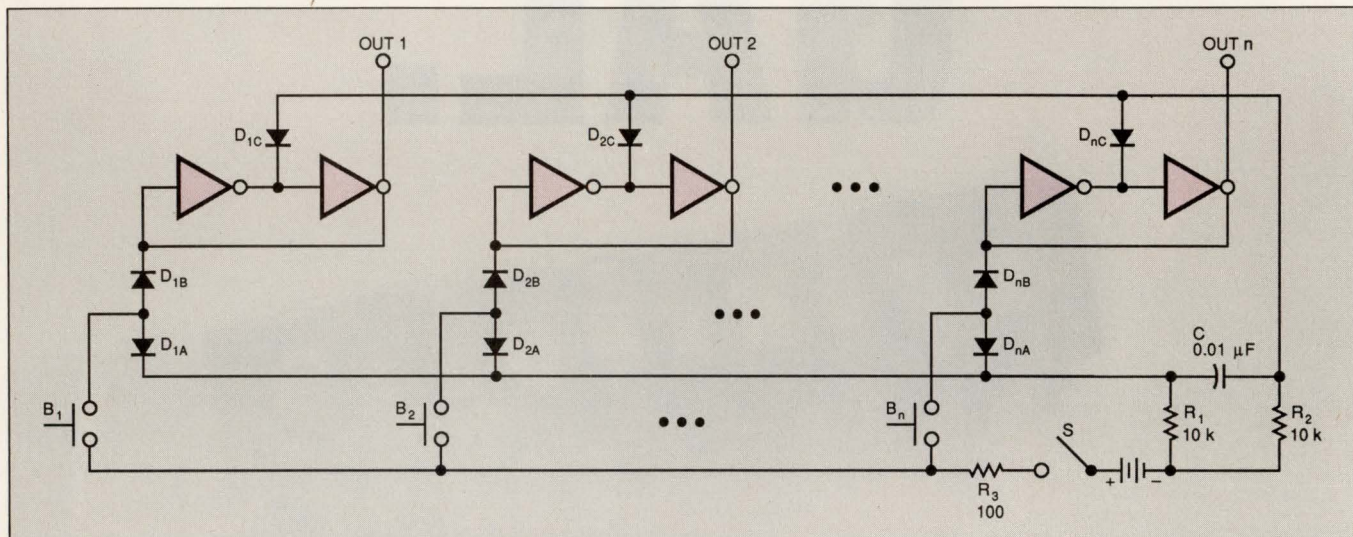 OUT 1
OUT 2
OUT n
D1C
D2C
DnC
D1B
D2B
DnB
D1A
D2A
DnA
C
0.01 µF
B1
B2
Bn
S
R1
10 k
R2
10 k
+
−
R3
100